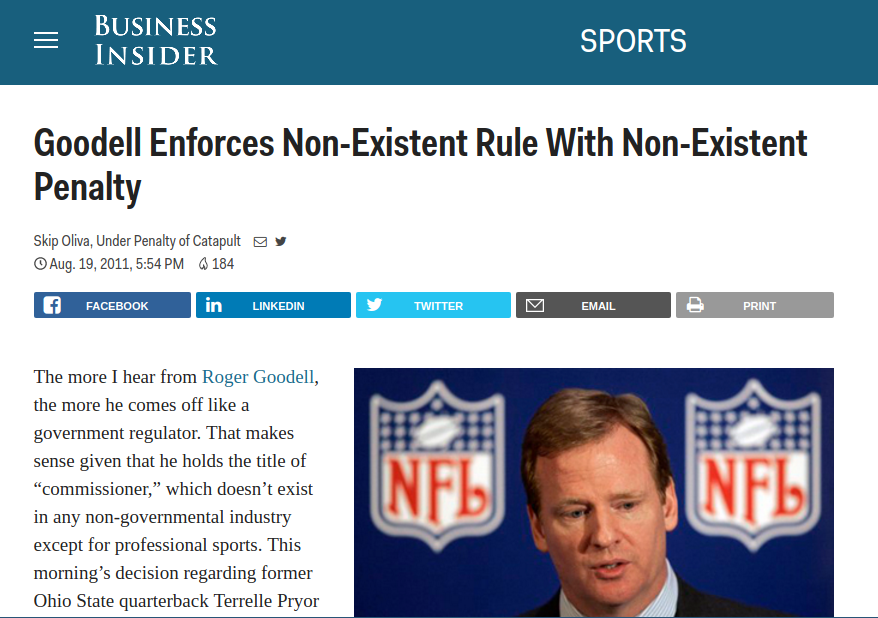 BUSINESS
INSIDER
SPORTS
Goodell Enforces Non-Existent Rule With Non-Existent
Penalty
Skip Oliva, Under Penalty of Catapult
Aug. 19, 2011, 5:54 PM 184
FACEBOOK LINKEDIN TWITTER EMAIL PRINT
The more I hear from Roger Goodell,
the more he comes off like a
government regulator. That makes
sense given that he holds the title of
“commissioner,” which doesn’t exist
in any non-governmental industry
except for professional sports. This
morning’s decision regarding former
Ohio State quarterback Terrelle Pryor
NFL NFL